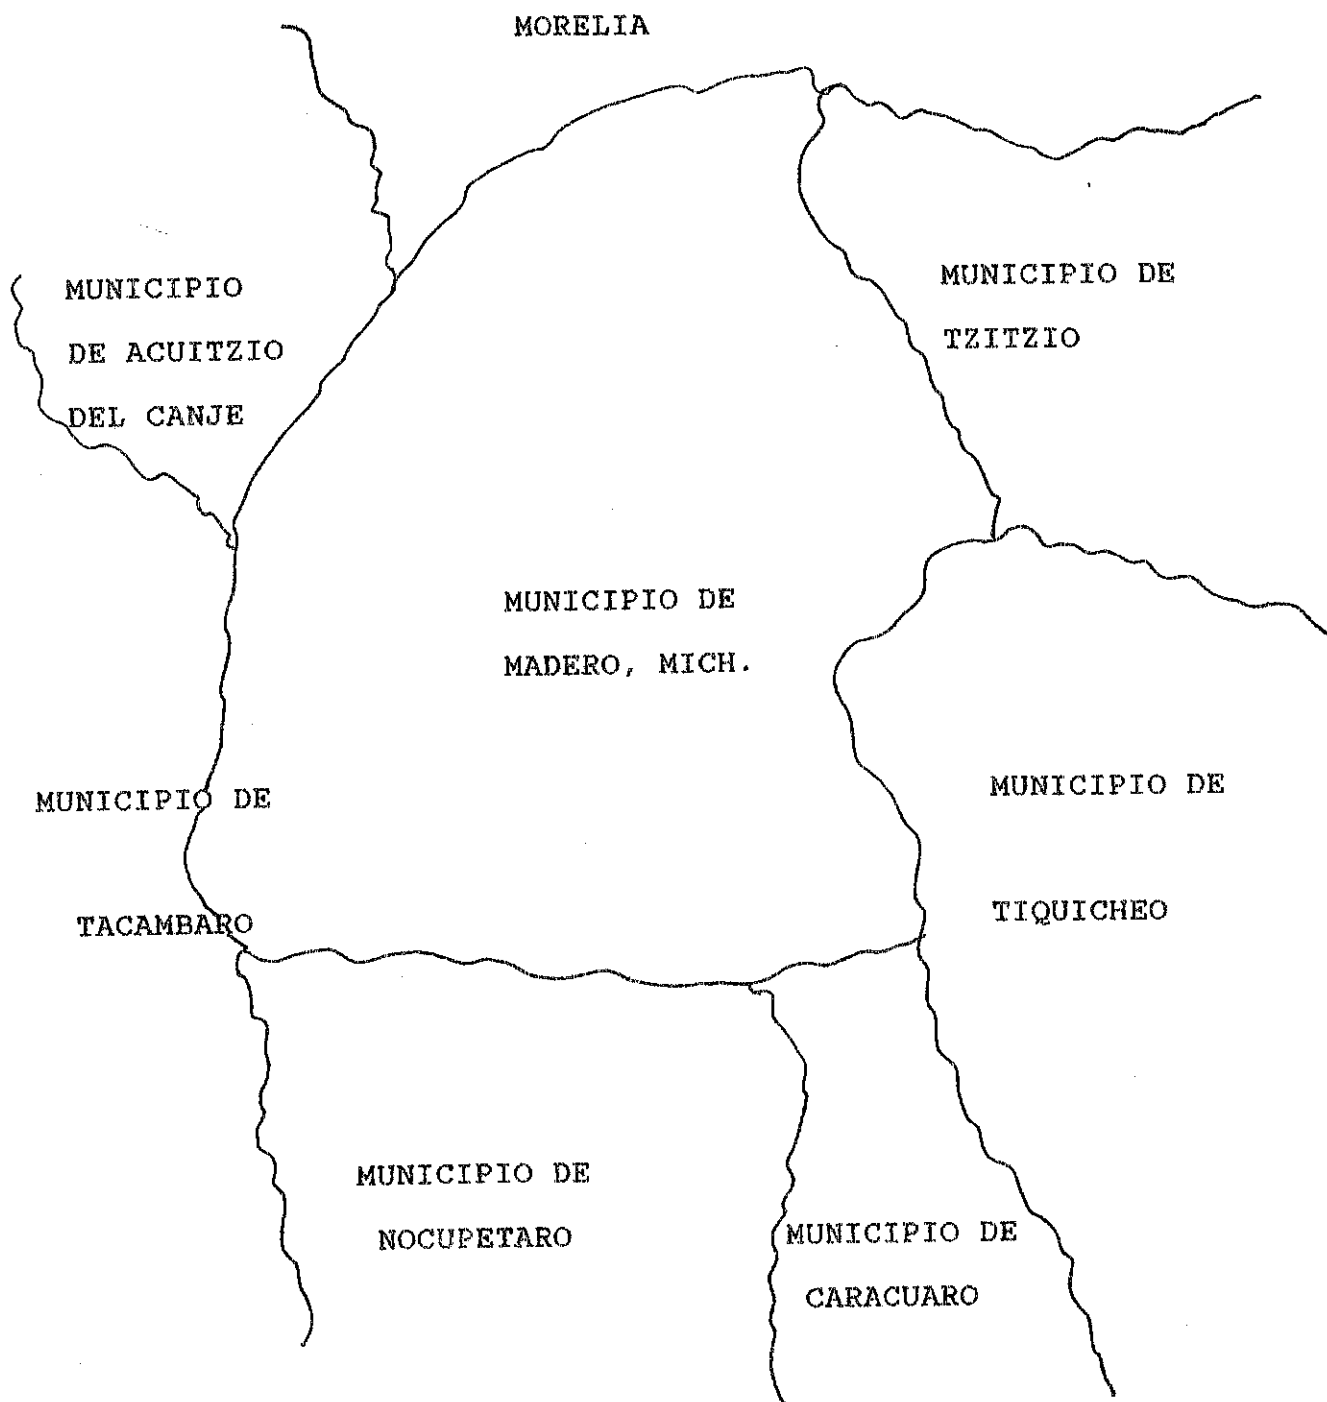 MORELIA
MUNICIPIO
DE ACUITZIO
DEL CANJE
MUNICIPIO DE
TZITZIO
MUNICIPIO DE
MADERO, MICH.
MUNICIPIO DE
TACAMBARO
MUNICIPIO DE
TIQUICHEO
MUNICIPIO DE
NOCUPETARO
MUNICIPIO DE
CARACUARO